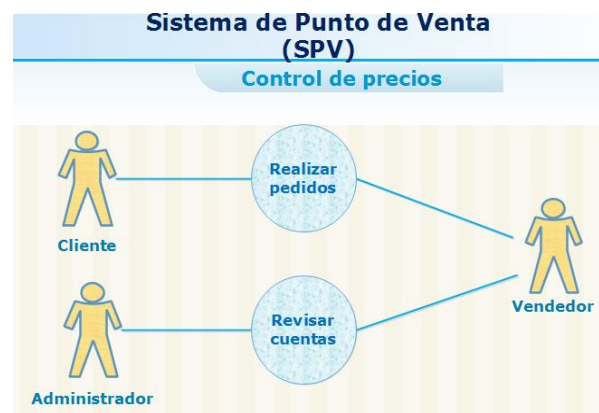 Sistema de Punto de Venta
(SPV)
Control de precios
Realizar
pedidos
Cliente
Vendedor
Revisar
cuentas
Administrador